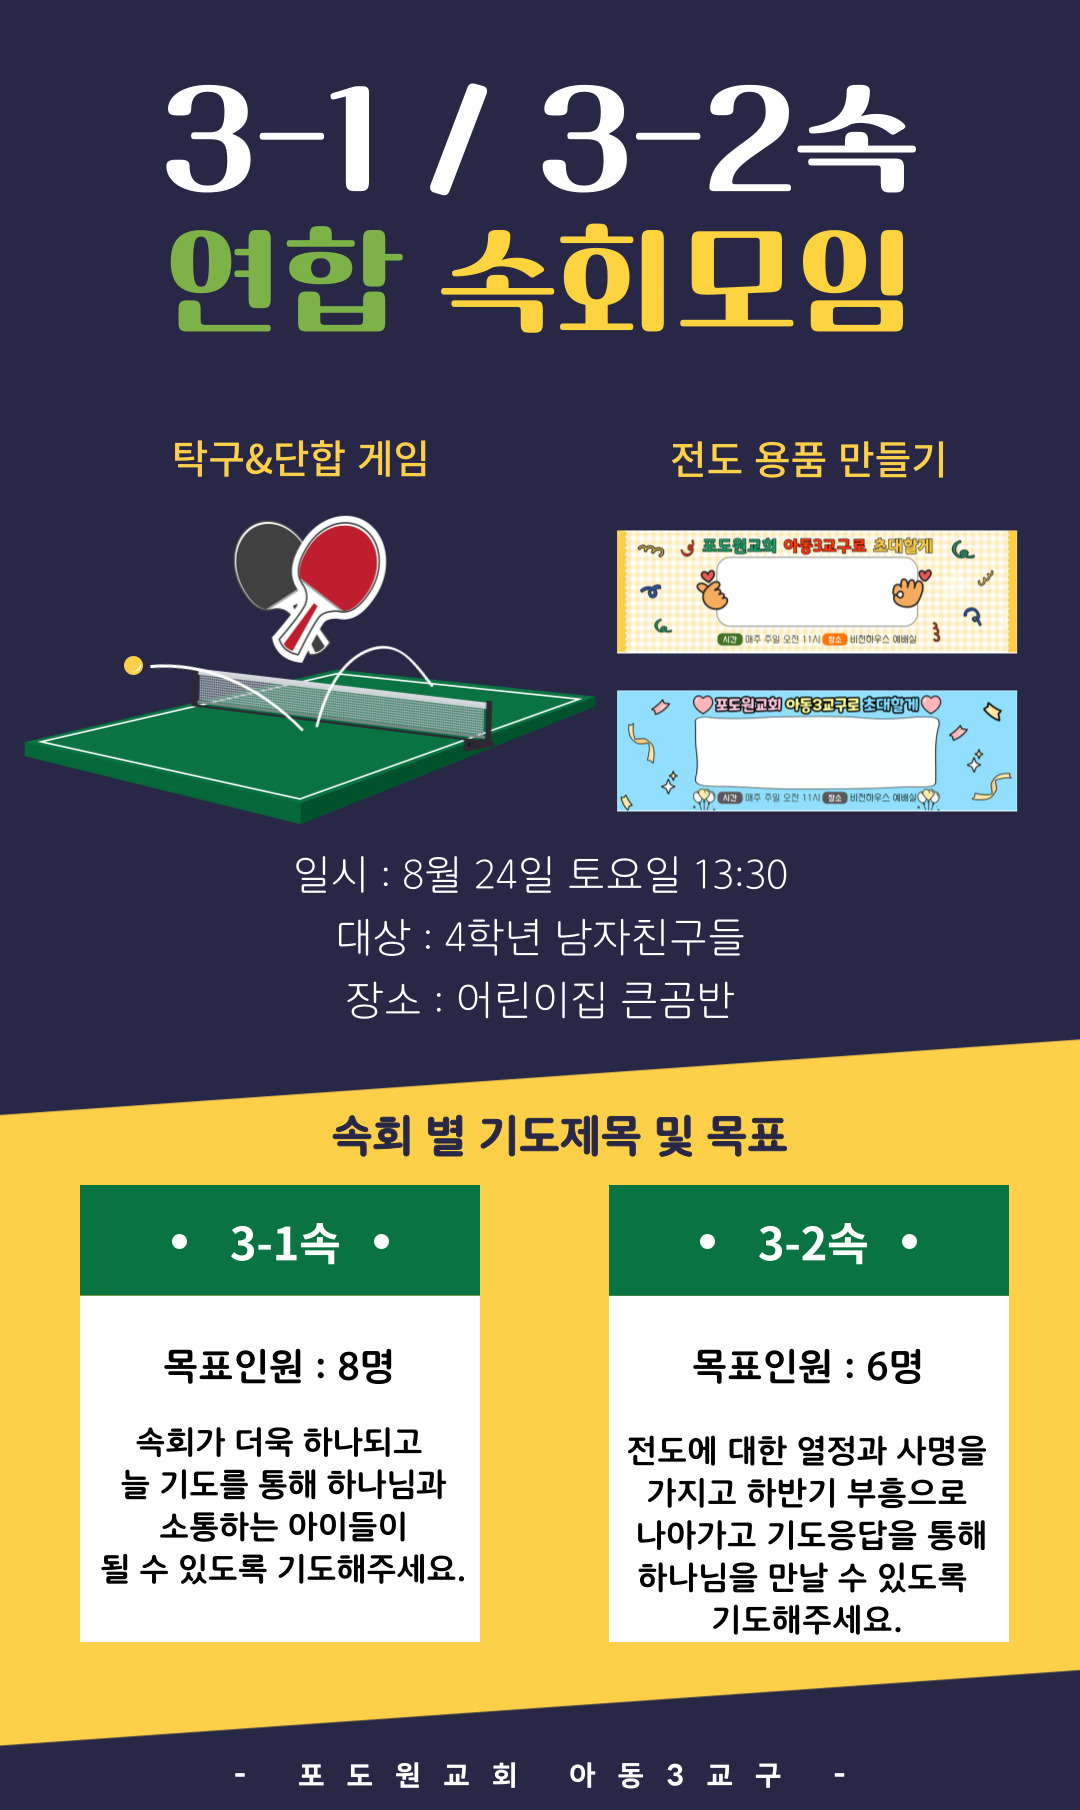 3-1 / 3-2속
연합 속회모임
탁구&단합 게임
전도 용품 만들기
포도원교회 아동3교구로 초대할게
시간 매주 주일 오전 11시 장소 비전하우스 예배실
포도원교회 아동3교구로 초대할게
시간 매주 주일 오전 11시 장소 비전하우스 예배실
일시 : 8월 24일 토요일 13:30
대상 : 4학년 남자친구들
장소 : 어린이집 큰곰반
속회 별 기도제목 및 목표
• 3-1속 •
목표인원 : 8명
속회가 더욱 하나되고
늘 기도를 통해 하나님과
소통하는 아이들이
될 수 있도록 기도해주세요.
• 3-2속 •
목표인원 : 6명
전도에 대한 열정과 사명을
가지고 하반기 부흥으로
나아가고 기도응답을 통해
하나님을 만날 수 있도록
기도해주세요.
- 포도원교회 아동3교구 -